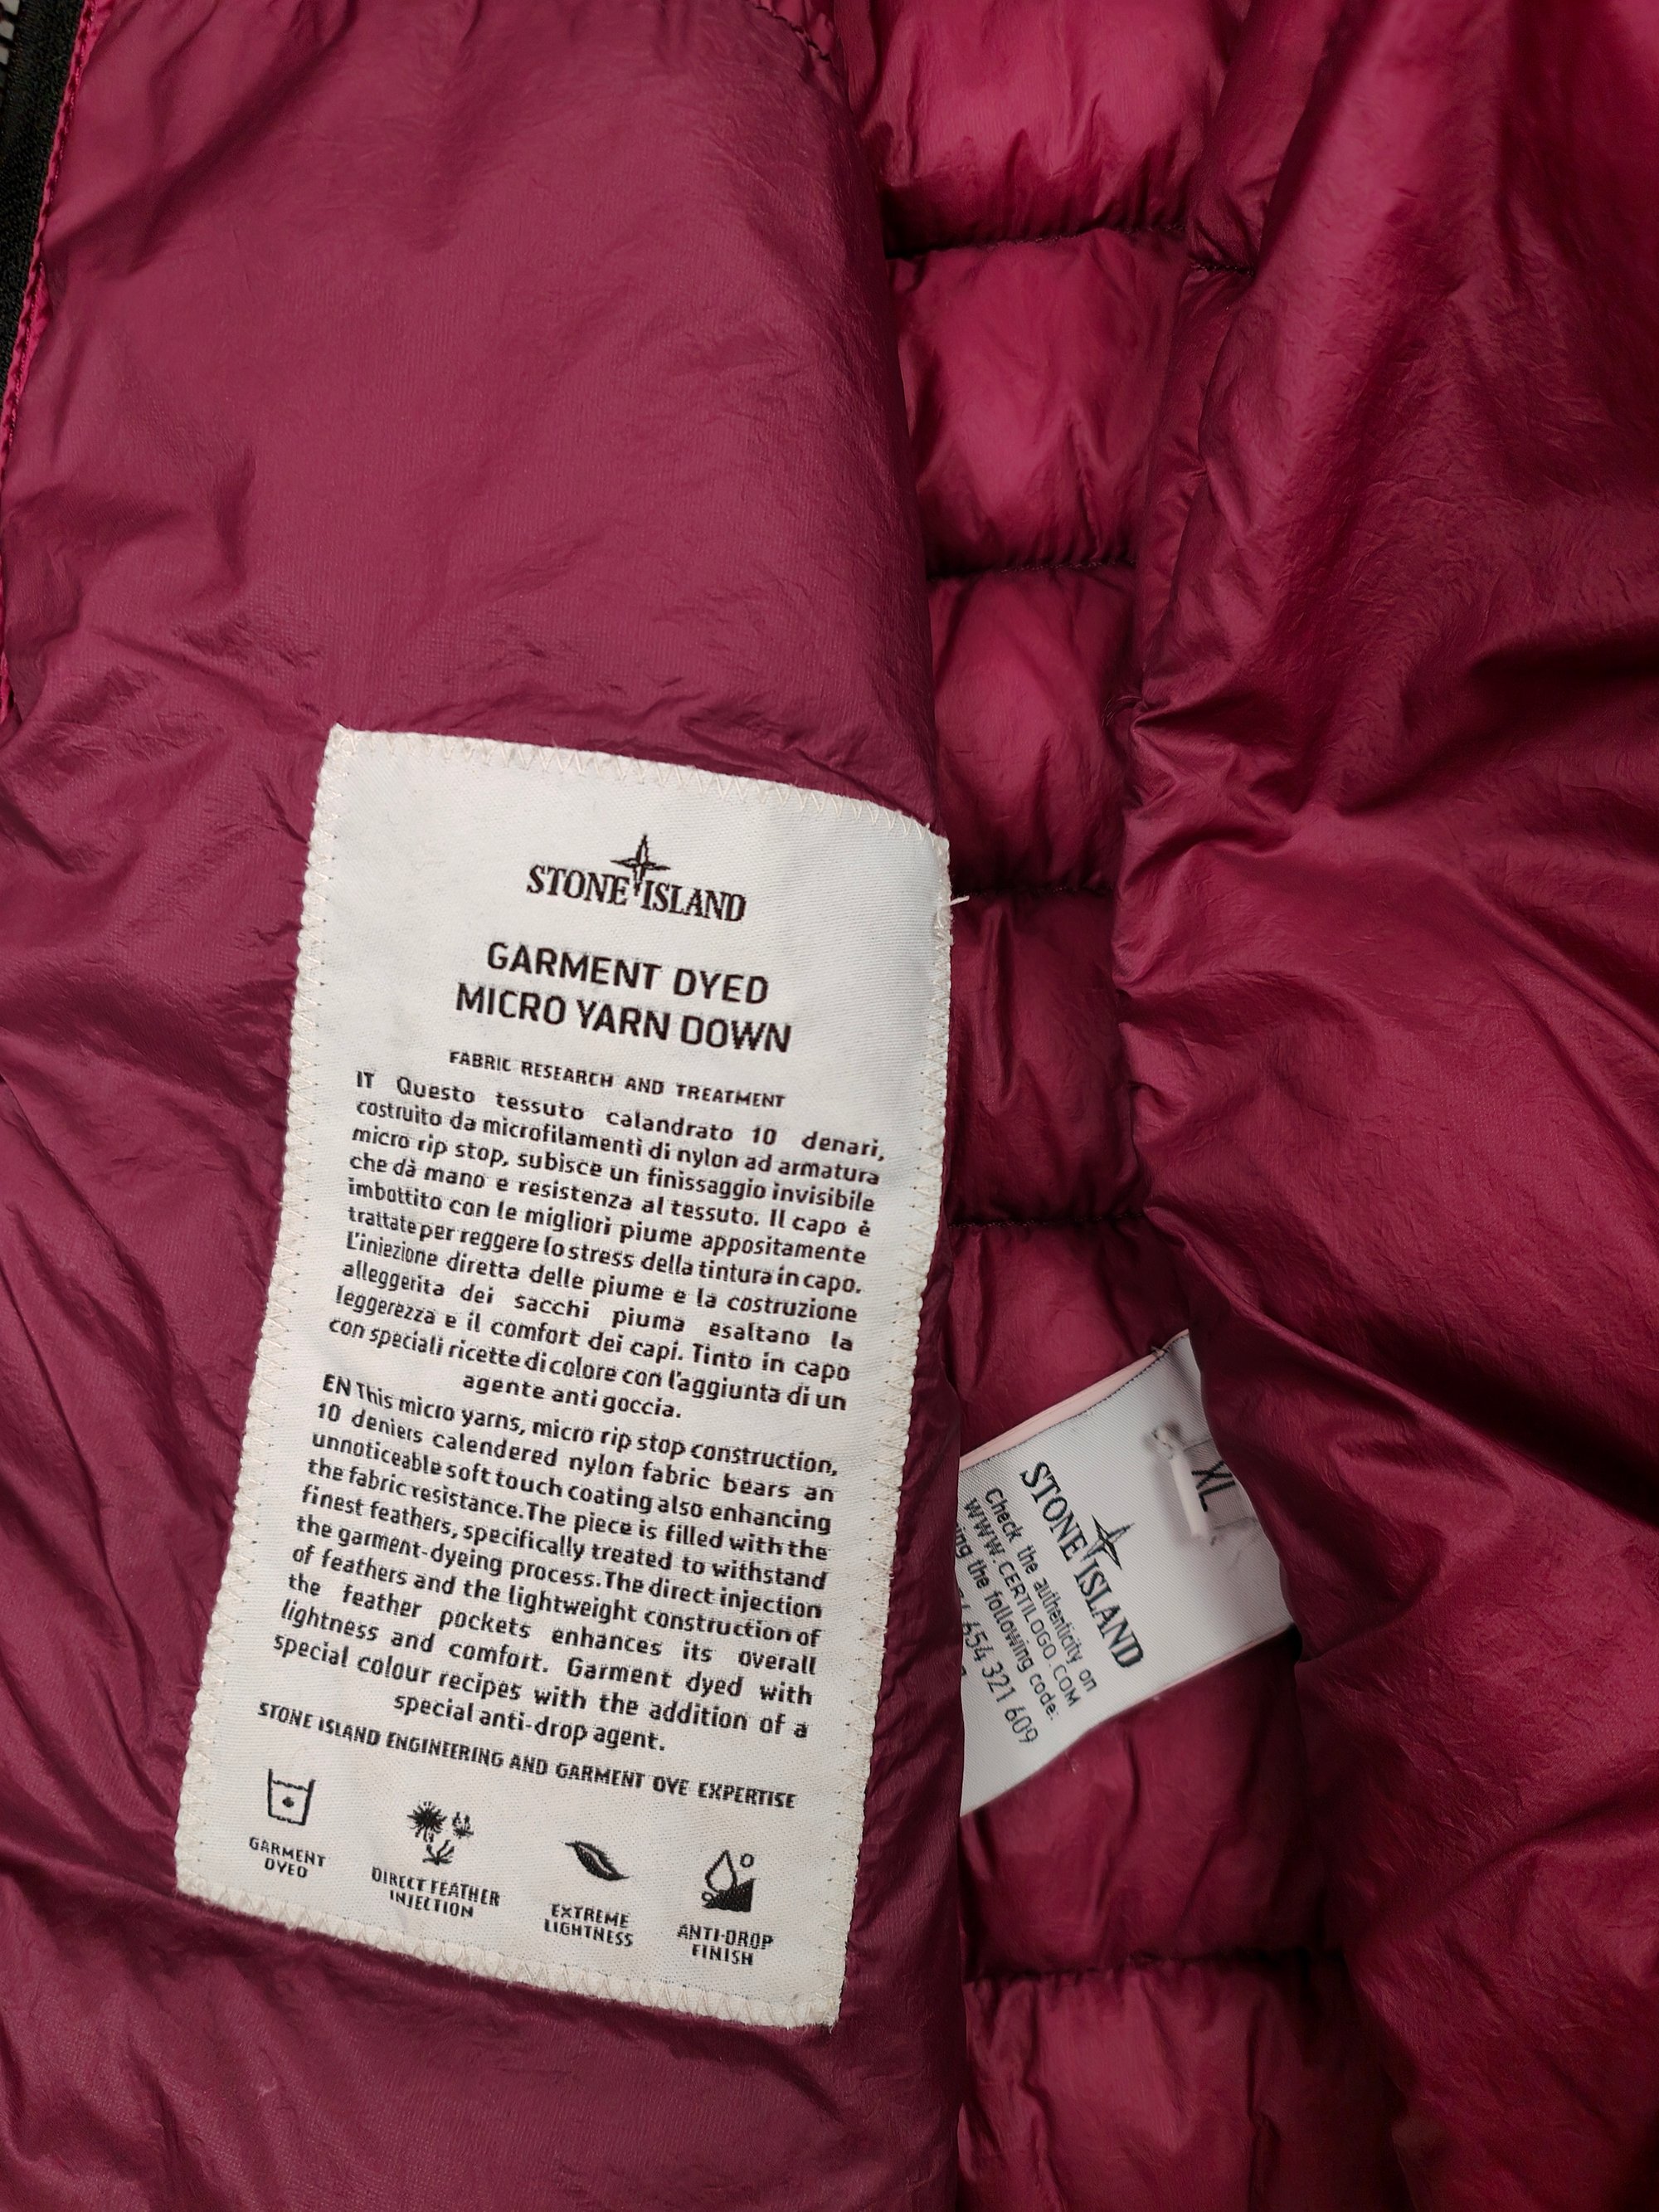 STONE ISLAND
GARMENT DYED
MICRO YARN DOWN
FABRIC RESEARCH AND TREATMENT
IT Questo tessuto calandrato 10 denari,
costruito da microfilamenti di nylon ad armatura
micro rip stop, subisce un finissaggio invisibile
che dà mano e resistenza al tessuto. Il capo è
imbottito con le migliori piume appositamente
trattate per reggere lo stress della tintura in capo.
L'iniezione diretta delle piume e la costruzione
alleggerita dei sacchi piuma esaltano la
leggerezza e il comfort dei capi. Tinto in capo
con speciali ricette di colore con l'aggiunta di un
agente anti goccia.
EN This micro yarns, micro rip stop construction,
10 deniers calendered nylon fabric bears an
unnoticeable soft touch coating also enhancing
the fabric resistance. The piece is filled with the
finest feathers, specifically treated to withstand
the garment-dyeing process. The direct injection
of feathers and the lightweight construction of
the feather pockets enhances its overall
lightness and comfort. Garment dyed with
special colour recipes with the addition of a
special anti-drop agent.
STONE ISLAND ENGINEERING AND GARMENT DYE EXPERTISE
GARMENT
DYED
DIRECT FEATHER
INJECTION
EXTREME
LIGHTNESS
ANTI-DROP
FINISH
XL
STONE ISLAND
Check the authenticity on
WWW.CERTILOGO.COM
the following code:
654 321 609